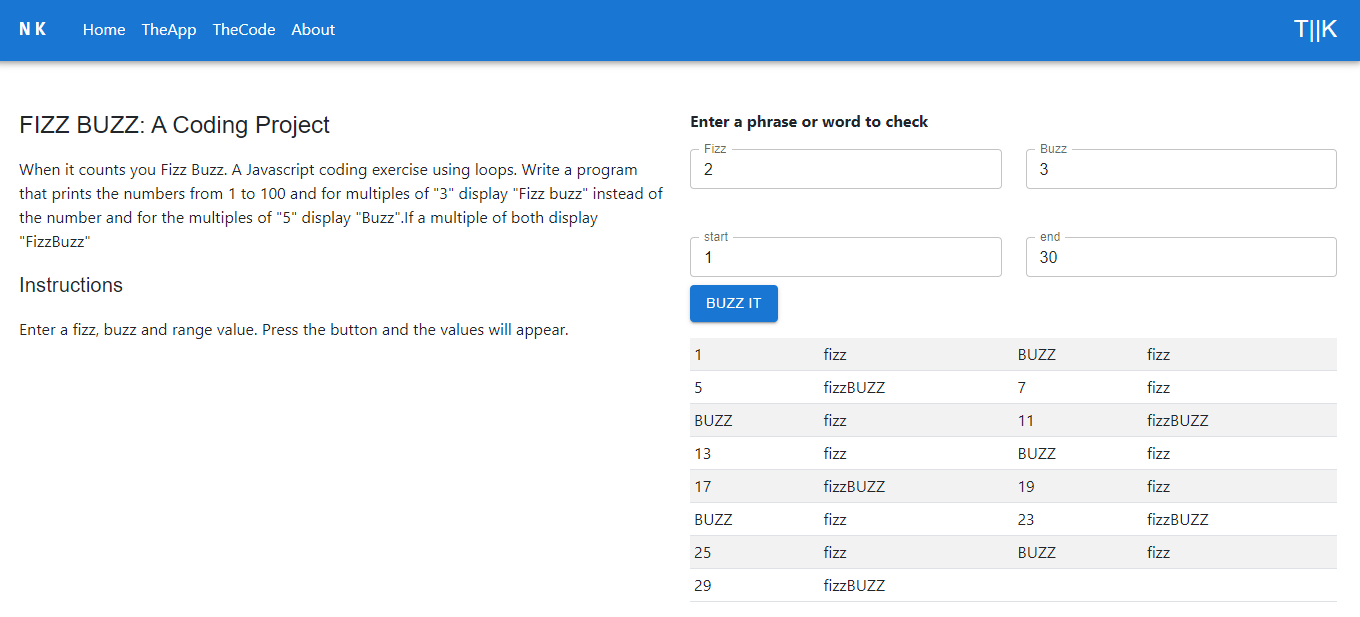 N K Home TheApp TheCode About T||K
FIZZ BUZZ: A Coding Project
When it counts you Fizz Buzz. A Javascript coding exercise using loops. Write a program
that prints the numbers from 1 to 100 and for multiples of "3" display "Fizz buzz" instead of
the number and for the multiples of "5" display "Buzz".If a multiple of both display
"FizzBuzz"
Instructions
Enter a fizz, buzz and range value. Press the button and the values will appear.
Enter a phrase or word to check
Fizz Buzz
2 3
start end
1 30
BUZZ IT
1 fizz BUZZ fizz
5 fizzBUZZ 7 fizz
BUZZ fizz 11 fizzBUZZ
13 fizz BUZZ fizz
17 fizzBUZZ 19 fizz
BUZZ fizz 23 fizzBUZZ
25 fizz BUZZ fizz
29 fizzBUZZ